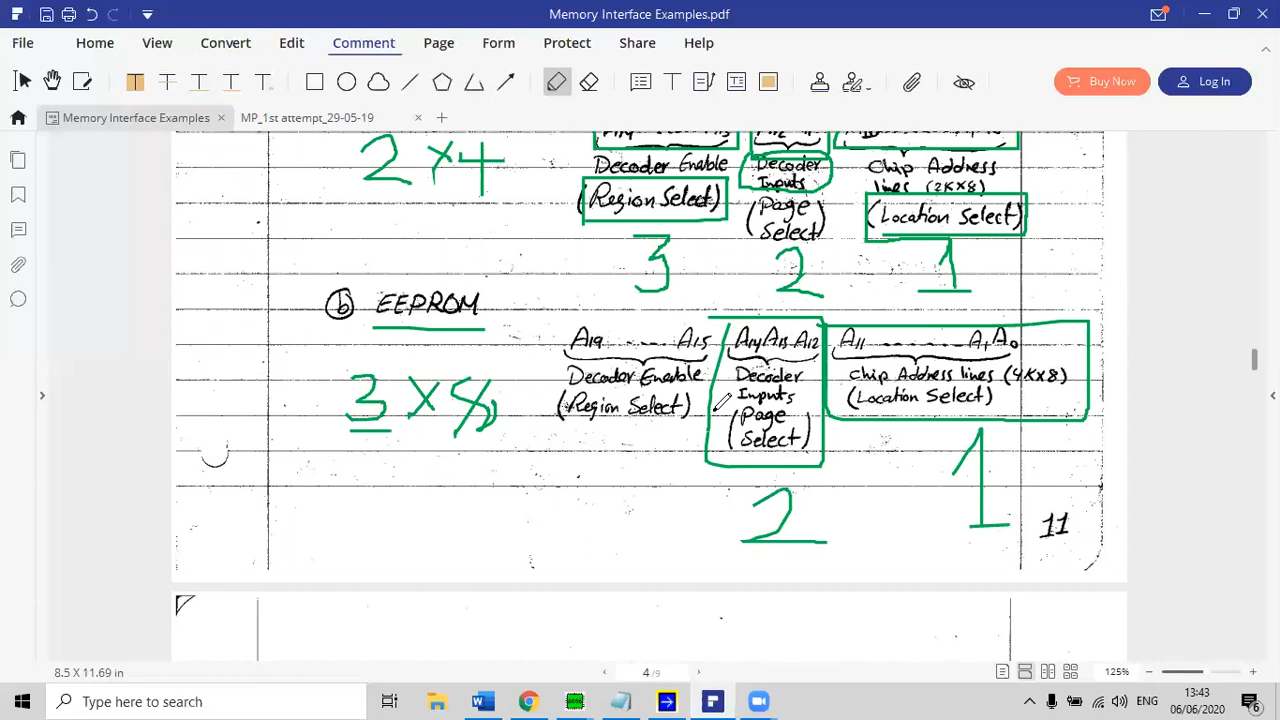 Memory Interface Examples.pdf
File Home View Convert Edit Comment Page Form Protect Share Help
Buy Now Log In
Memory Interface Examples × MP_1st attempt_29-05-19 × +
2 × 4
Decoder Enable
(Region Select)
3
Decoder
Inputs
(Page
Select)
2
Chip Address
lines (2K×8)
(Location Select)
1
(b) EEPROM
3 × 8
A19 ..... A15
Decoder Enable
(Region Select)
A14 A13 A12
Decoder
Inputs
(Page
Select)
2
A11 ........ A1 A0
Chip Address lines (4K×8)
(Location Select)
1
11
8.5 X 11.69 in
4 /9
125%
Type here to search
ENG
13:43
06/06/2020
6